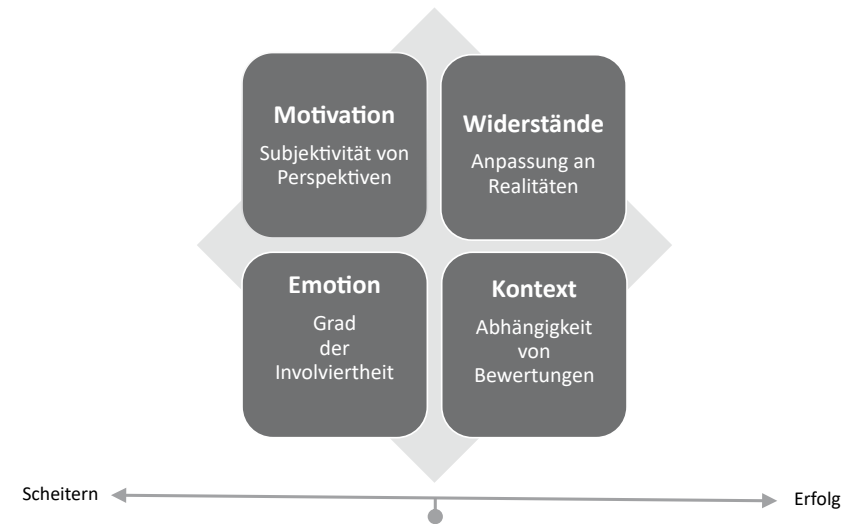 Motivation
Subjektivität von
Perspektiven
Widerstände
Anpassung an
Realitäten
Emotion
Grad
der
Involviertheit
Kontext
Abhängigkeit
von
Bewertungen
Scheitern
Erfolg